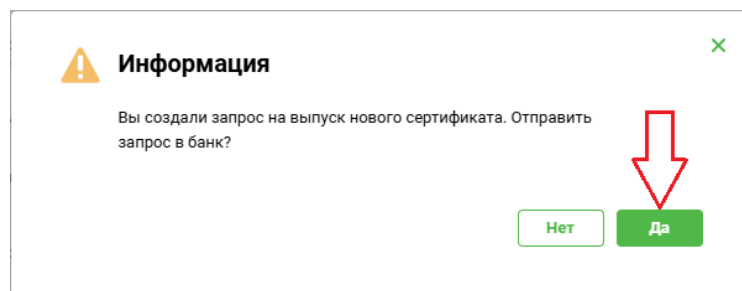 Информация
Вы создали запрос на выпуск нового сертификата. Отправить
запрос в банк?
Нет
Да